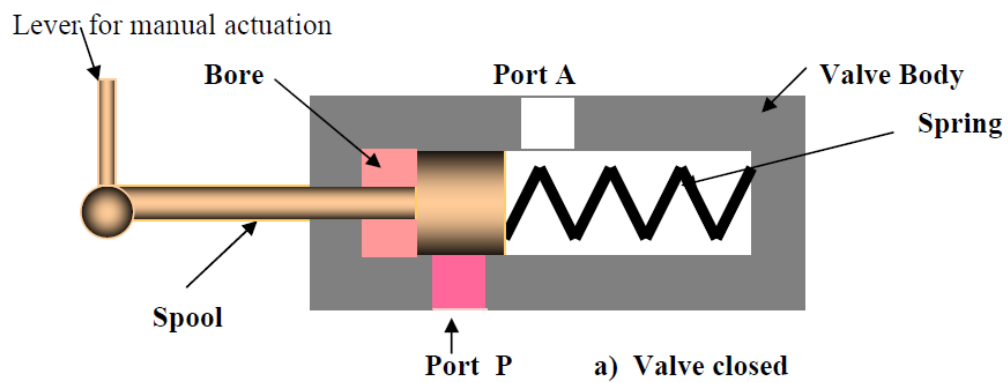 Lever for manual actuation
Bore
Port A
Valve Body
Spring
Spool
Port P
a) Valve closed